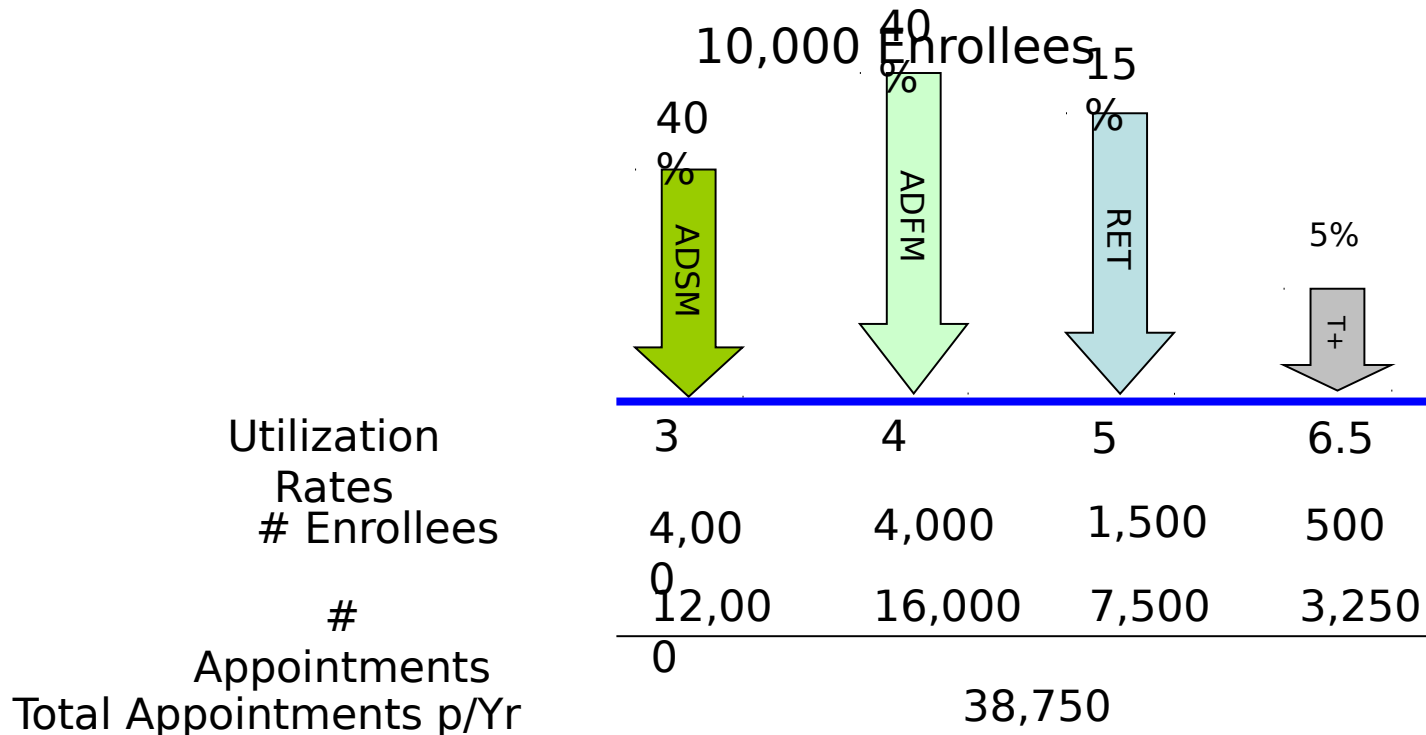 10,000 Enrollees
40
%
40
%
15
%
5%
ADSM
ADFM
RET
T+
Utilization
Rates
3
4
5
6.5
# Enrollees
4,00
0
4,000
1,500
500
#
Appointments
12,00
0
16,000
7,500
3,250
Total Appointments p/Yr
38,750